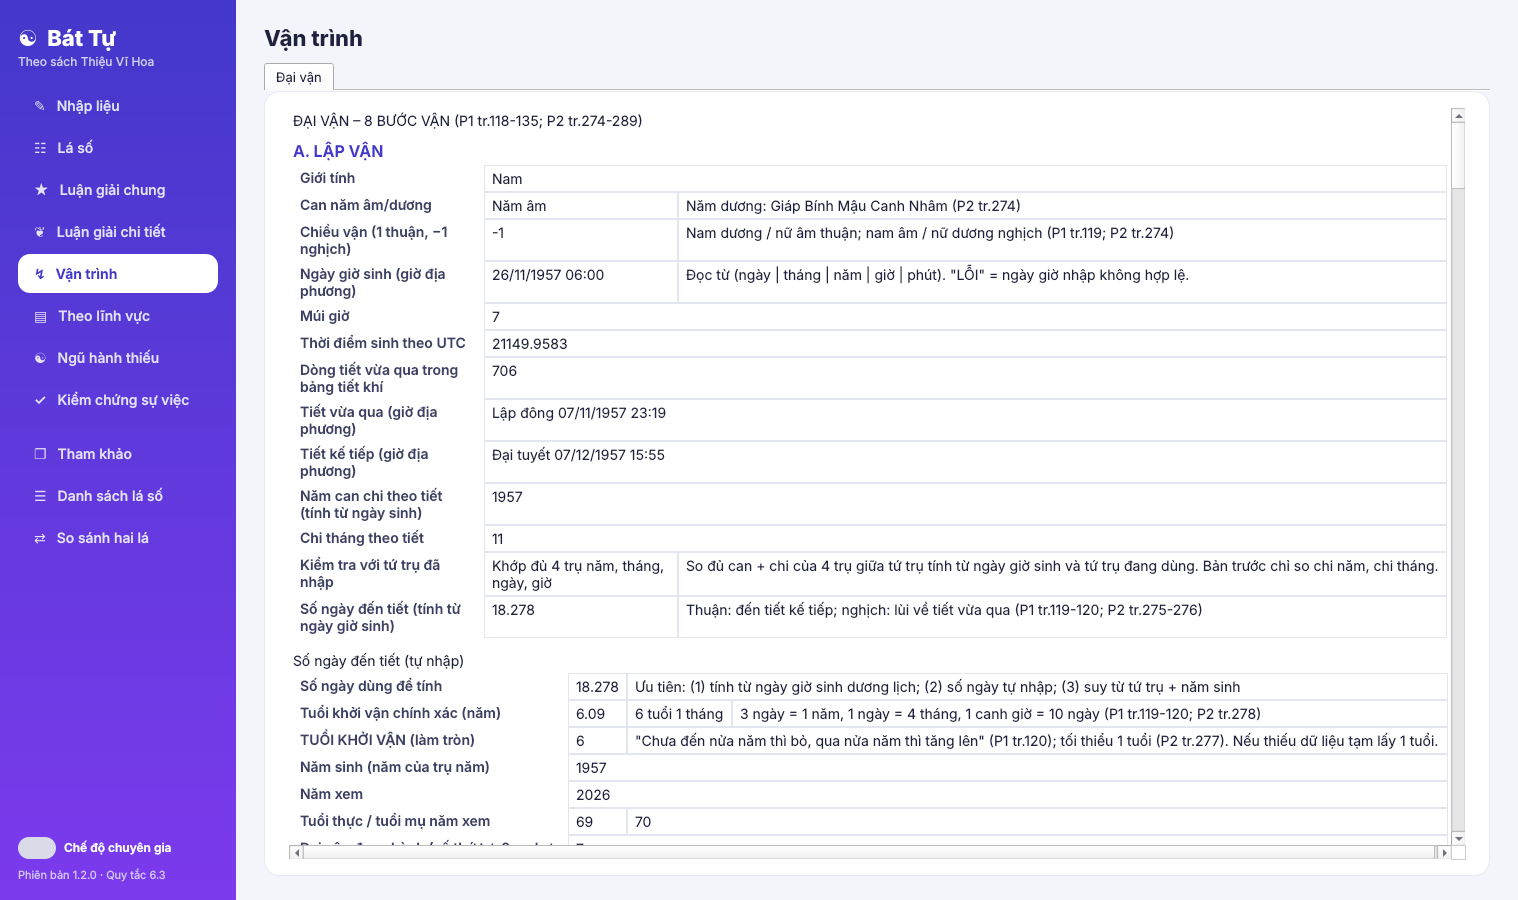 ☯ Bát Tự
Theo sách Thiệu Vĩ Hoa
✎ Nhập liệu
☷ Lá số
★ Luận giải chung
❦ Luận giải chi tiết
↯ Vận trình
▤ Theo lĩnh vực
☯ Ngũ hành thiếu
✓ Kiểm chứng sự việc
❐ Tham khảo
☰ Danh sách lá số
⇄ So sánh hai lá
Chế độ chuyên gia
Phiên bản 1.2.0 · Quy tắc 6.3
Vận trình
Đại vận
ĐẠI VẬN – 8 BƯỚC VẬN (P1 tr.118-135; P2 tr.274-289)
A. LẬP VẬN
Giới tính Nam
Can năm âm/dương Năm âm Năm dương: Giáp Bính Mậu Canh Nhâm (P2 tr.274)
Chiều vận (1 thuận, −1 -1 Nam dương / nữ âm thuận; nam âm / nữ dương nghịch (P1 tr.119; P2 tr.274)
nghịch)
Ngày giờ sinh (giờ địa 26/11/1957 06:00 Đọc từ (ngày | tháng | năm | giờ | phút). "LỖI" = ngày giờ nhập không hợp lệ.
phương)
Múi giờ 7
Thời điểm sinh theo UTC 21149.9583
Dòng tiết vừa qua trong 706
bảng tiết khí
Tiết vừa qua (giờ địa Lập đông 07/11/1957 23:19
phương)
Tiết kế tiếp (giờ địa Đại tuyết 07/12/1957 15:55
phương)
Năm can chi theo tiết 1957
(tính từ ngày sinh)
Chi tháng theo tiết 11
Kiểm tra với tứ trụ đã Khớp đủ 4 trụ năm, tháng, So đủ can + chi của 4 trụ giữa tứ trụ tính từ ngày giờ sinh và tứ trụ đang dùng. Bản trước chỉ so chi năm, chi tháng.
nhập ngày, giờ
Số ngày đến tiết (tính từ 18.278 Thuận: đến tiết kế tiếp; nghịch: lùi về tiết vừa qua (P1 tr.119-120; P2 tr.275-276)
ngày giờ sinh)
Số ngày đến tiết (tự nhập)
Số ngày dùng để tính 18.278 Ưu tiên: (1) tính từ ngày giờ sinh dương lịch; (2) số ngày tự nhập; (3) suy từ tứ trụ + năm sinh
Tuổi khởi vận chính xác (năm) 6.09 6 tuổi 1 tháng 3 ngày = 1 năm, 1 ngày = 4 tháng, 1 canh giờ = 10 ngày (P1 tr.119-120; P2 tr.278)
TUỔI KHỞI VẬN (làm tròn) 6 "Chưa đến nửa năm thì bỏ, qua nửa năm thì tăng lên" (P1 tr.120); tối thiểu 1 tuổi (P2 tr.277). Nếu thiếu dữ liệu tạm lấy 1 tuổi.
Năm sinh (năm của trụ năm) 1957
Năm xem 2026
Tuổi thực / tuổi mụ năm xem 69 70